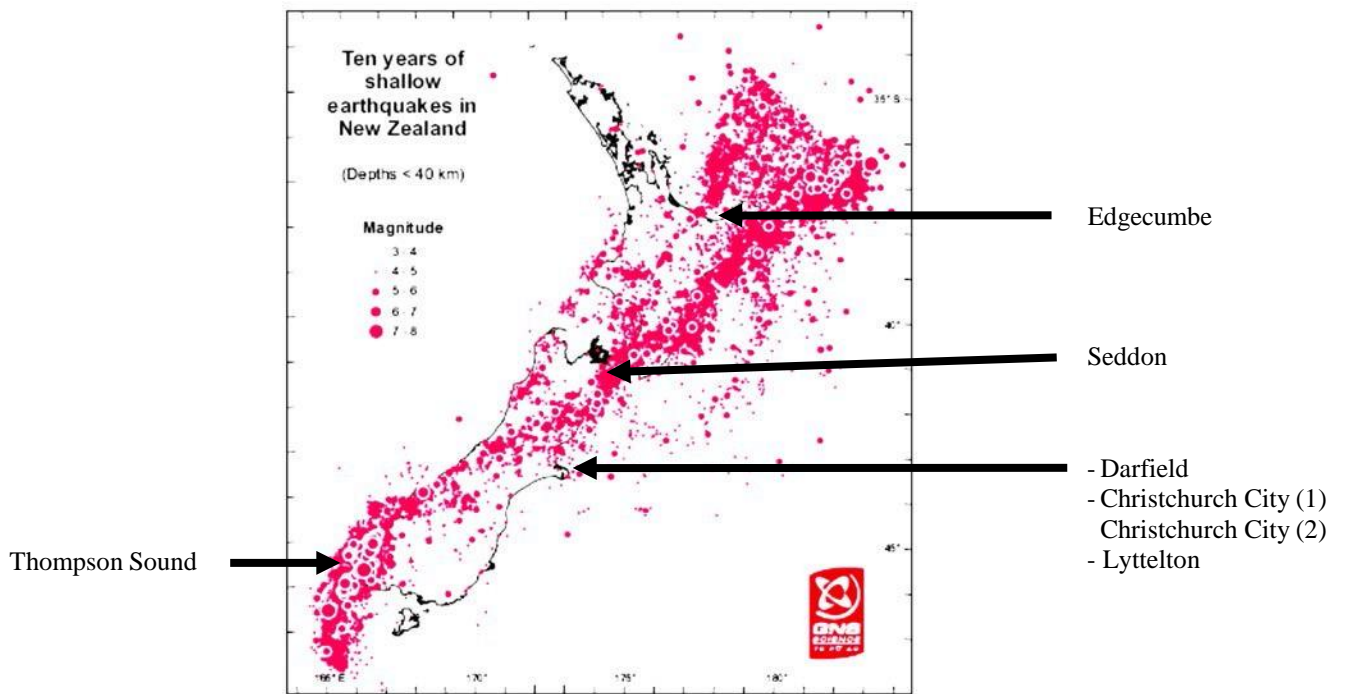 Ten years of
shallow
earthquakes in
New Zealand
(Depths < 40 km)
Magnitude
3 - 4
4 - 5
5 - 6
6 - 7
7 - 8
35° S
40°
45°
165° E
170°
175°
180°
Edgecumbe
Seddon
- Darfield
- Christchurch City (1)
Christchurch City (2)
- Lyttelton
Thompson Sound
GNS
SCIENCE